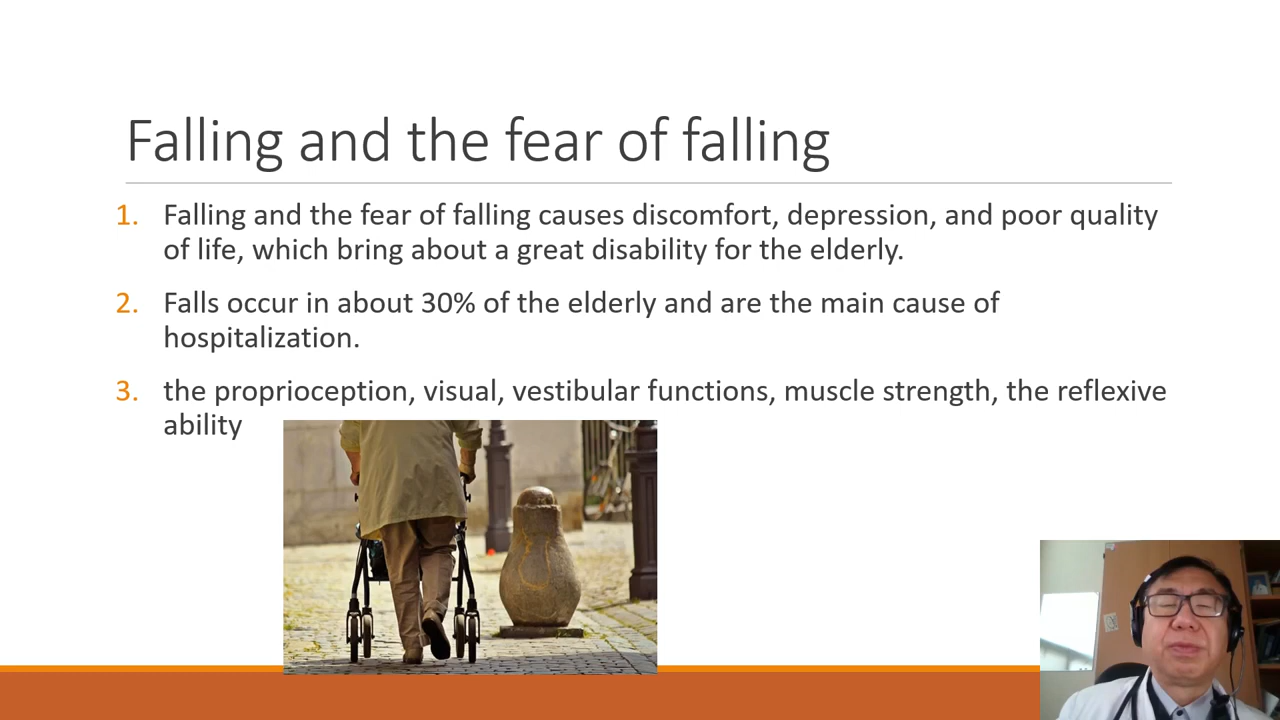 Falling and the fear of falling
1. Falling and the fear of falling causes discomfort, depression, and poor quality
of life, which bring about a great disability for the elderly.
2. Falls occur in about 30% of the elderly and are the main cause of
hospitalization.
3. the proprioception, visual, vestibular functions, muscle strength, the reflexive
ability